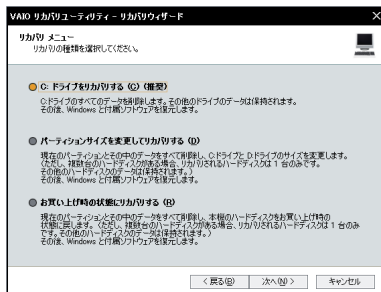 VAIO リカバリユーティリティ - リカバリウィザード
リカバリ メニュー
リカバリの種類を選択してください。
C: ドライブをリカバリする (C) (推奨)
C:ドライブのすべてのデータを削除します。その他のドライブのデータは保持されます。
その後、Windows と付属ソフトウェアを復元します。
パーティションサイズを変更してリカバリする (D)
現在のパーティションとその中のデータをすべて削除し、C:ドライブと D:ドライブのサイズを変更します。
(ただし、複数台のハードディスクがある場合、リカバリされるハードディスクは 1 台のみです。
その他のハードディスクのデータは保持されます。)
その後、Windows と付属ソフトウェアを復元します。
お買い上げ時の状態にリカバリする (R)
現在のパーティションとその中のデータをすべて削除し、本機のハードディスクをお買い上げ時の
状態に戻します。(ただし、複数台のハードディスクがある場合、リカバリされるハードディスクは 1 台のみ
です。その他のハードディスクのデータは保持されます。)
その後、Windows と付属ソフトウェアを復元します。
< 戻る(B) 次へ(N) > キャンセル